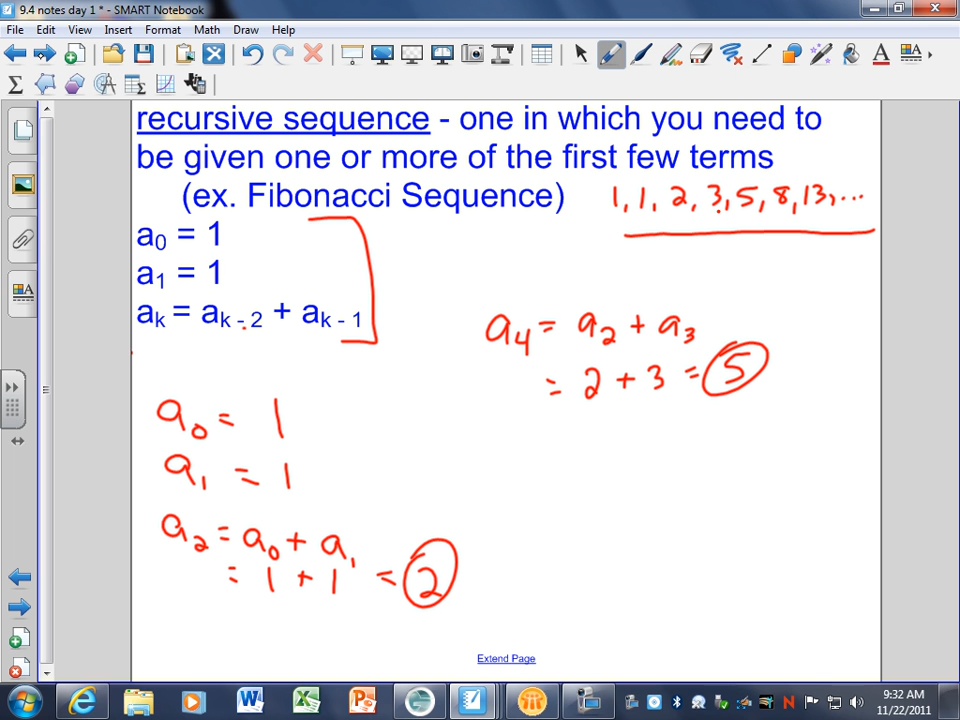 9.4 notes day 1 * - SMART Notebook
File Edit View Insert Format Math Draw Help
recursive sequence - one in which you need to
be given one or more of the first few terms
(ex. Fibonacci Sequence) 1, 1, 2, 3, 5, 8, 13, ...
a0 = 1
a1 = 1
ak = ak - 2 + ak - 1
a4 = a2 + a3
= 2 + 3 = 5
a0 = 1
a1 = 1
a2 = a0 + a1
= 1 + 1 = 2
Extend Page
9:32 AM
11/22/2011